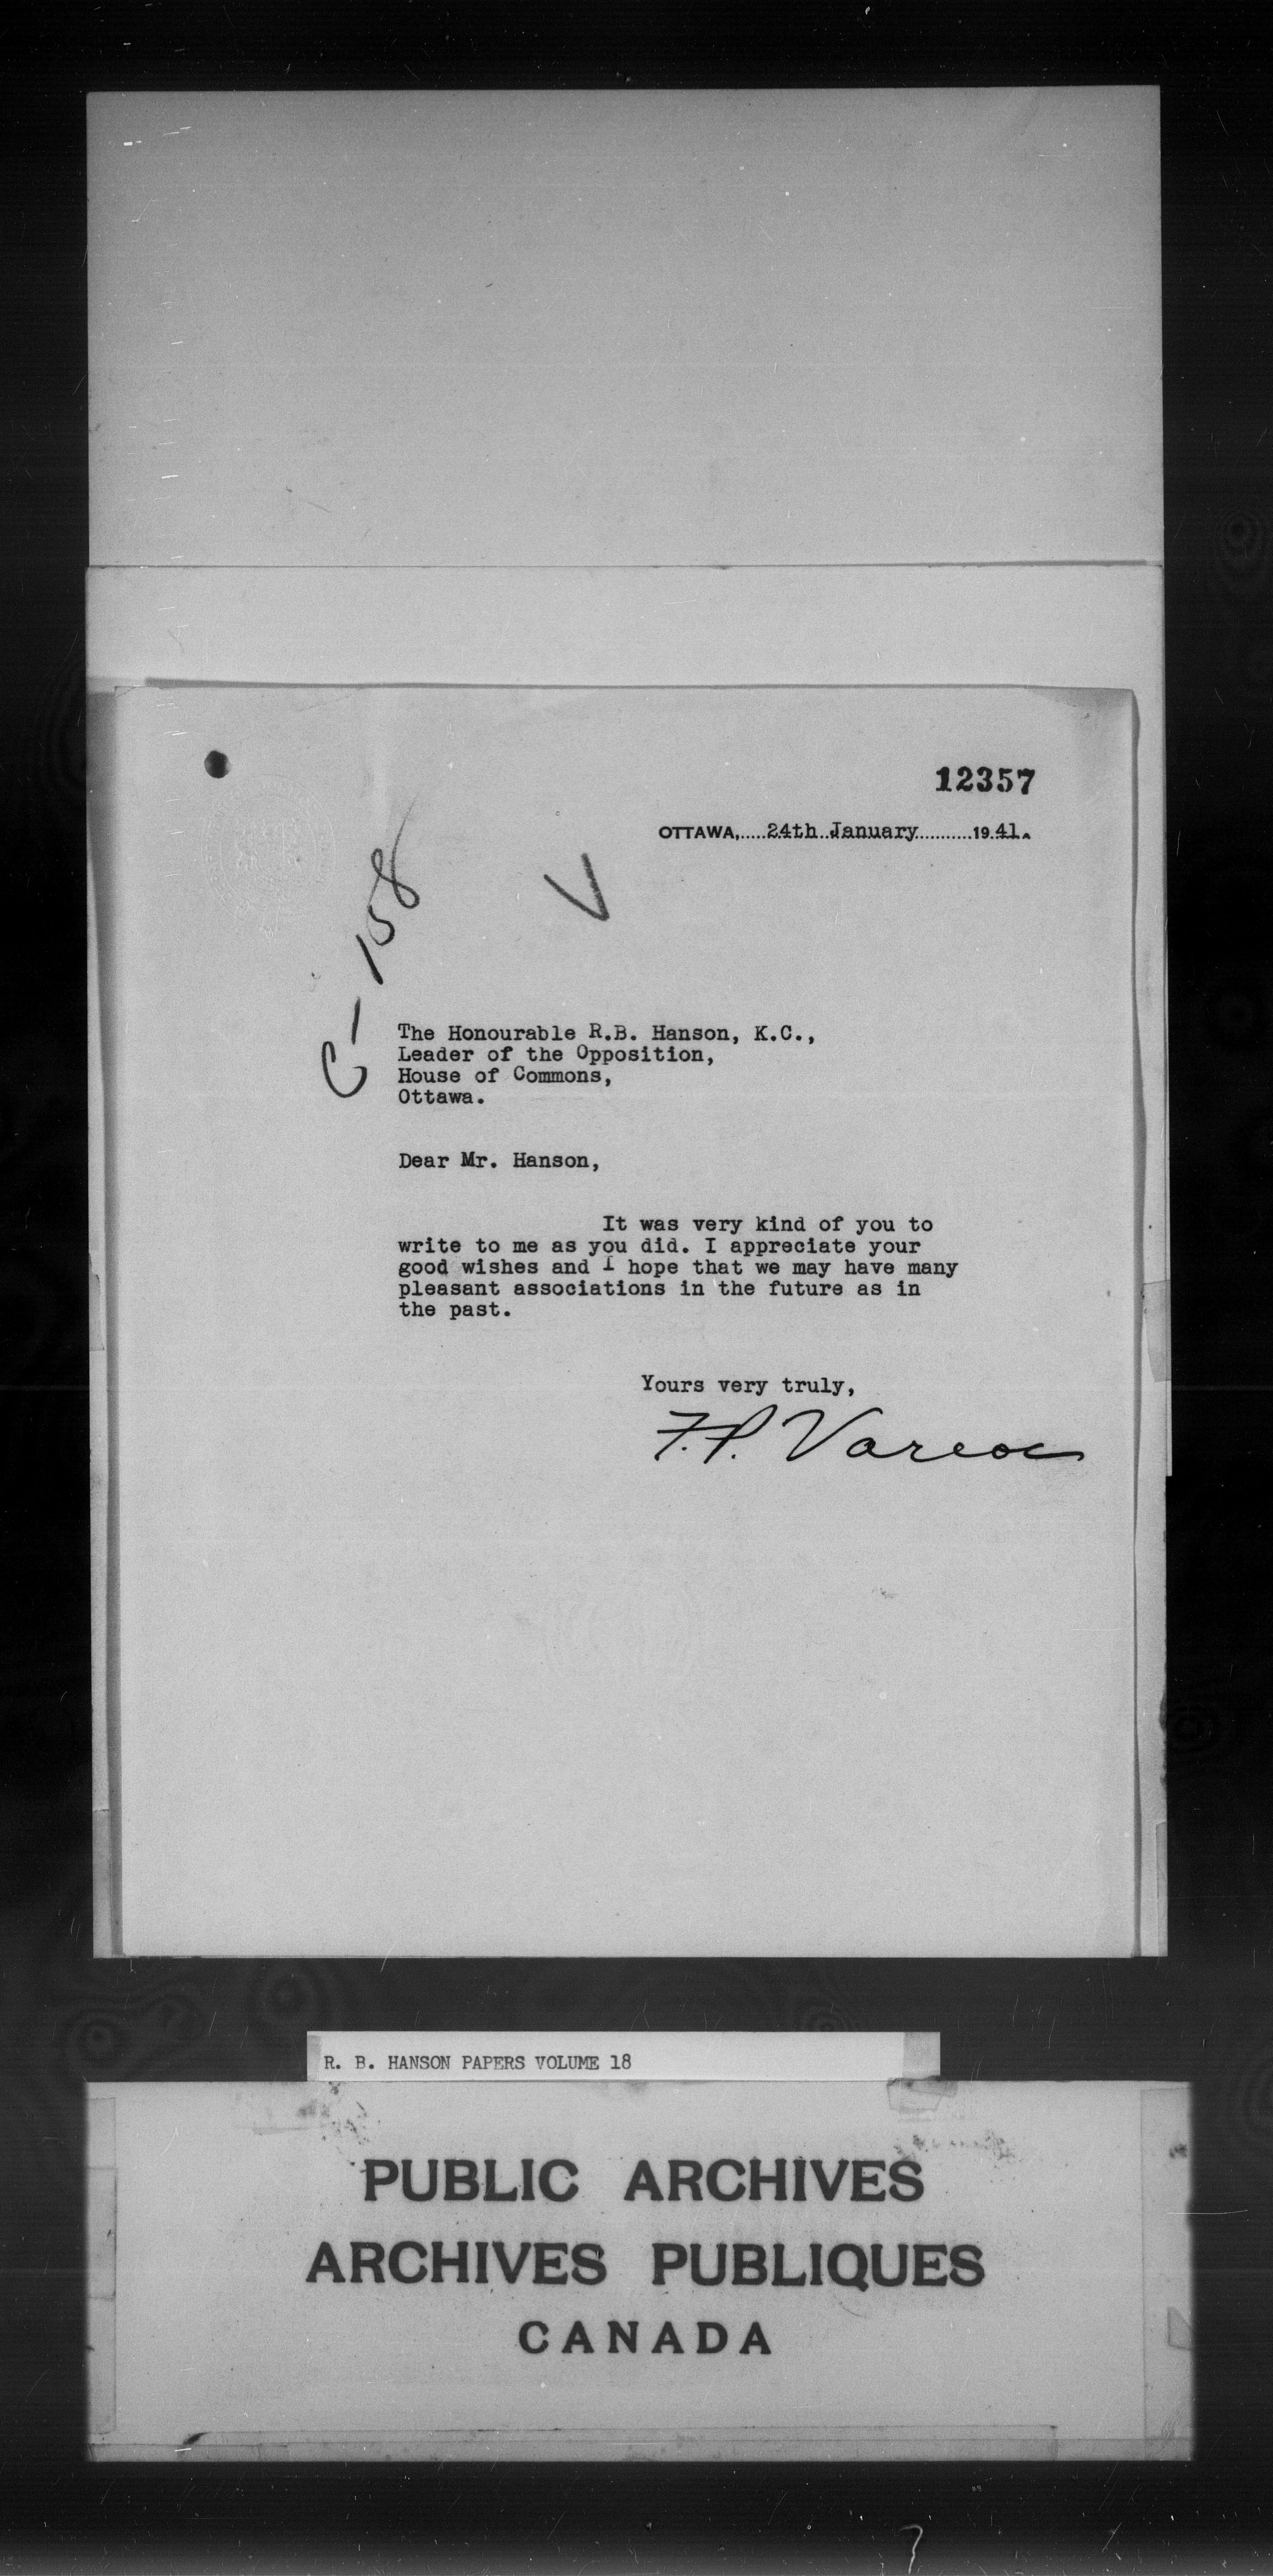 12357
OTTAWA, 24th January 1941.
C-158
V
The Honourable R.B. Hanson, K.C.,
Leader of the Opposition,
House of Commons,
Ottawa.
Dear Mr. Hanson,
It was very kind of you to
write to me as you did. I appreciate your
good wishes and I hope that we may have many
pleasant associations in the future as in
the past.
Yours very truly,
F.P. Varcoe
R. B. HANSON PAPERS VOLUME 18
PUBLIC ARCHIVES
ARCHIVES PUBLIQUES
CANADA